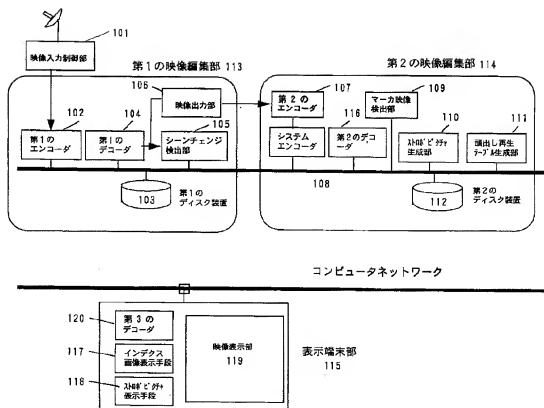 101
映像入力制御部
第1の映像編集部 113
第2の映像編集部 114
106
映像出力部
107
第2の
エンコーダ
109
マーカ映像
検出部
102
第1の
エンコーダ
104
第1の
デコーダ
105
シーンチェンジ
検出部
システム
エンコーダ
116
第2のデコ
ーダ
110
ストロボピクチャ
生成部
111
頭出し再生
テーブル生成部
108
103
第1の
ディスク装置
112
第2の
ディスク装置
コンピュータネットワーク
120
第3の
デコーダ
117
インデクス
画像表示手段
118
ストロボピクチャ
表示手段
映像表示部
119
表示端末部
115